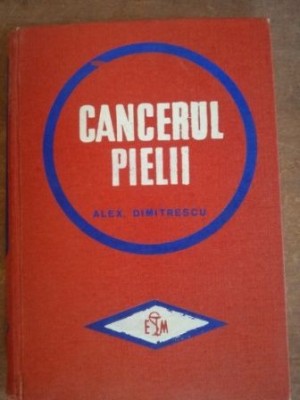 CANCERUL
PIELII
ALEX. DIMITRESCU
E M